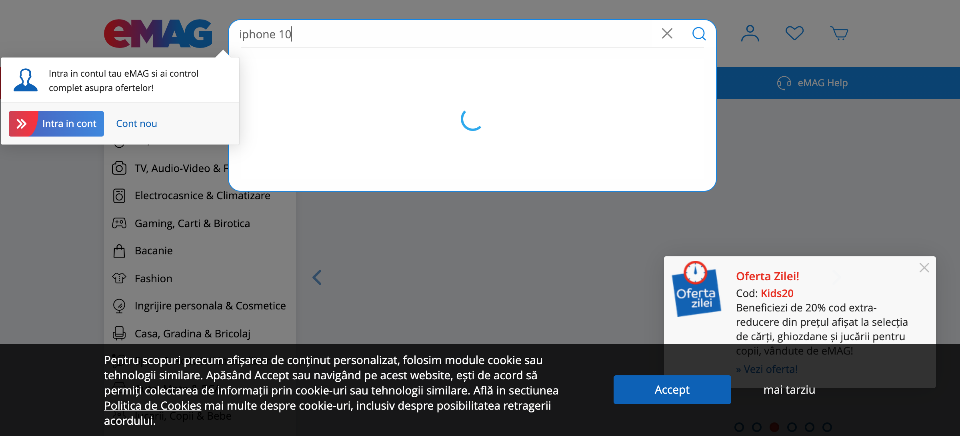 eMAG
iphone 10
Intra in contul tau eMAG si ai control
complet asupra ofertelor!
Intra in cont
Cont nou
eMAG Help
TV, Audio-Video & F
Electrocasnice & Climatizare
Gaming, Carti & Birotica
Bacanie
Fashion
Ingrijire personala & Cosmetice
Casa, Gradina & Bricolaj
Oferta
zilei
Oferta Zilei!
Cod: Kids20
Beneficiezi de 20% cod extra-
reducere din prețul afișat la selecția
de cărți, ghiozdane și jucării pentru
copii, vândute de eMAG!
» Vezi oferta!
Pentru scopuri precum afișarea de conținut personalizat, folosim module cookie sau
tehnologii similare. Apăsând Accept sau navigând pe acest website, ești de acord să
permiți colectarea de informații prin cookie-uri sau tehnologii similare. Află in sectiunea
Politica de Cookies mai multe despre cookie-uri, inclusiv despre posibilitatea retragerii
acordului.
Accept
mai tarziu